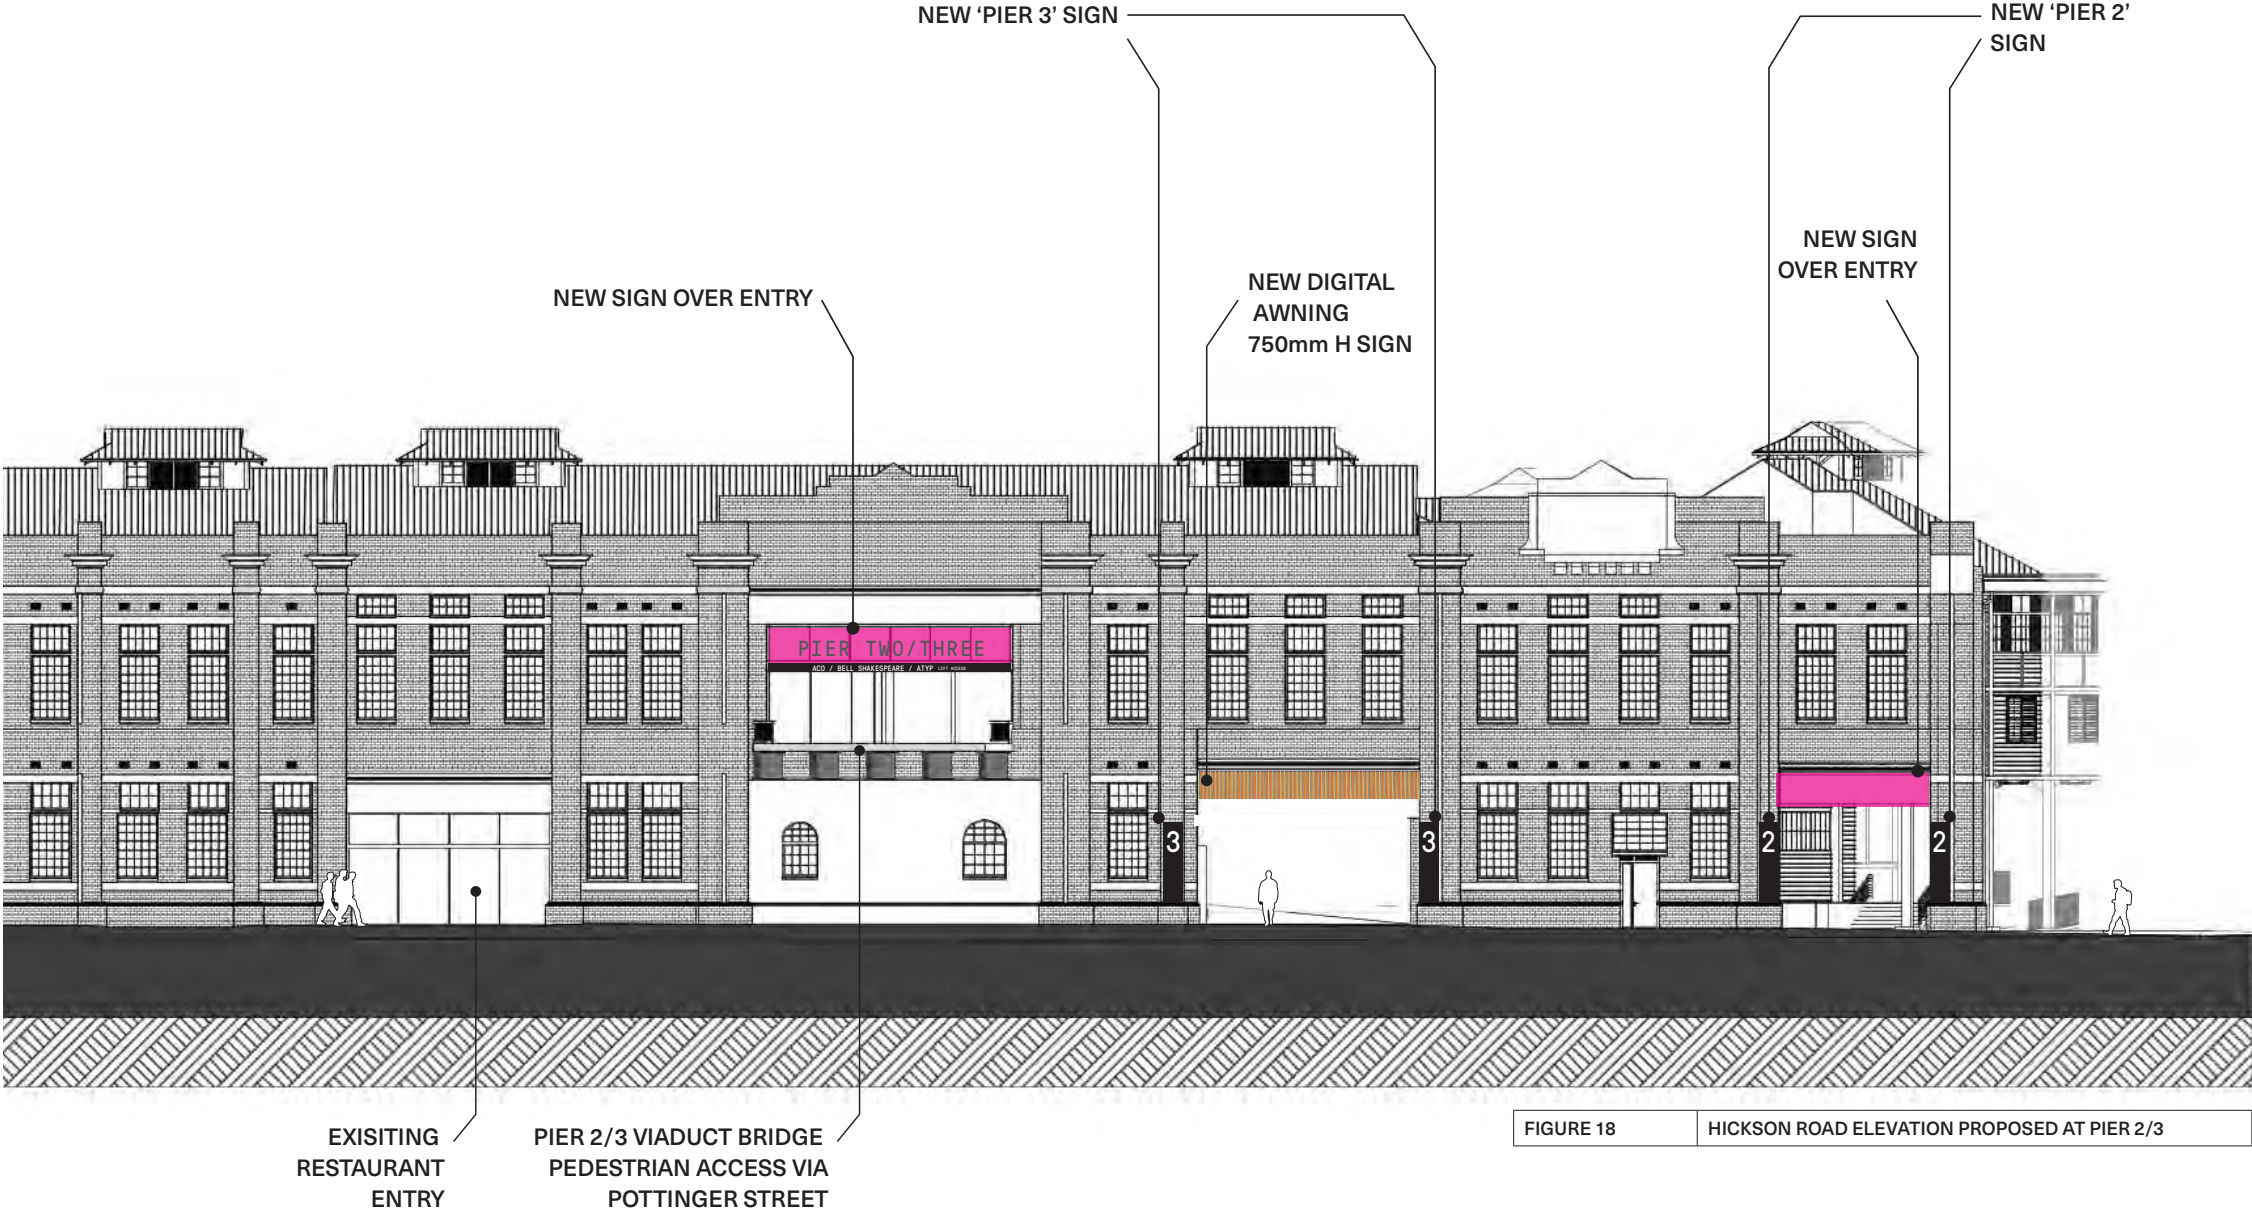 NEW ‘PIER 3’ SIGN
NEW ‘PIER 2’
SIGN
NEW SIGN
OVER ENTRY
NEW DIGITAL
AWNING
750mm H SIGN
NEW SIGN OVER ENTRY
PIER TWO/THREE
ACO / BELL SHAKESPEARE / ATYP LIFT ACCESS
3
3
2
2
EXISITING
RESTAURANT
ENTRY
PIER 2/3 VIADUCT BRIDGE
PEDESTRIAN ACCESS VIA
POTTINGER STREET
FIGURE 18
HICKSON ROAD ELEVATION PROPOSED AT PIER 2/3